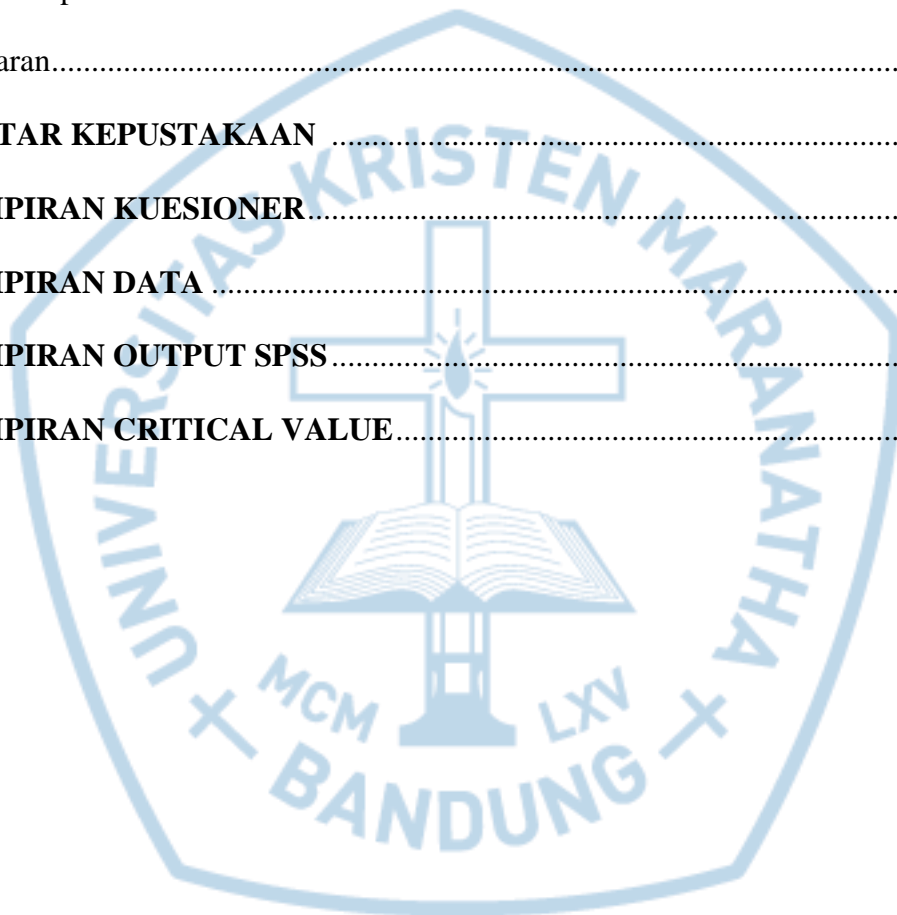 aran
TAR KEPUSTAKAAN
IPIRAN KUESIONER
IPIRAN DATA
IPIRAN OUTPUT SPSS
IPIRAN CRITICAL VALUE
UNIVERSITAS KRISTEN MARANATHA
MCM LXV
BANDUNG